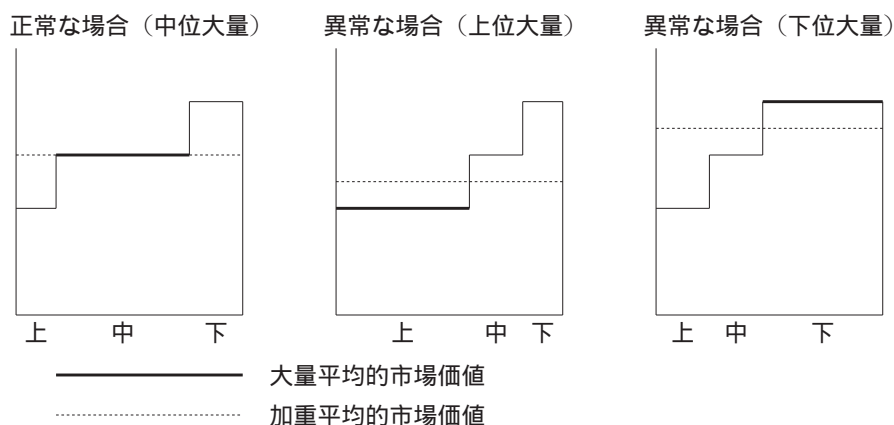 正常な場合（中位大量）
異常な場合（上位大量）
異常な場合（下位大量）
上 中 下
上 中 下
上 中 下
大量平均的市場価値
加重平均的市場価値